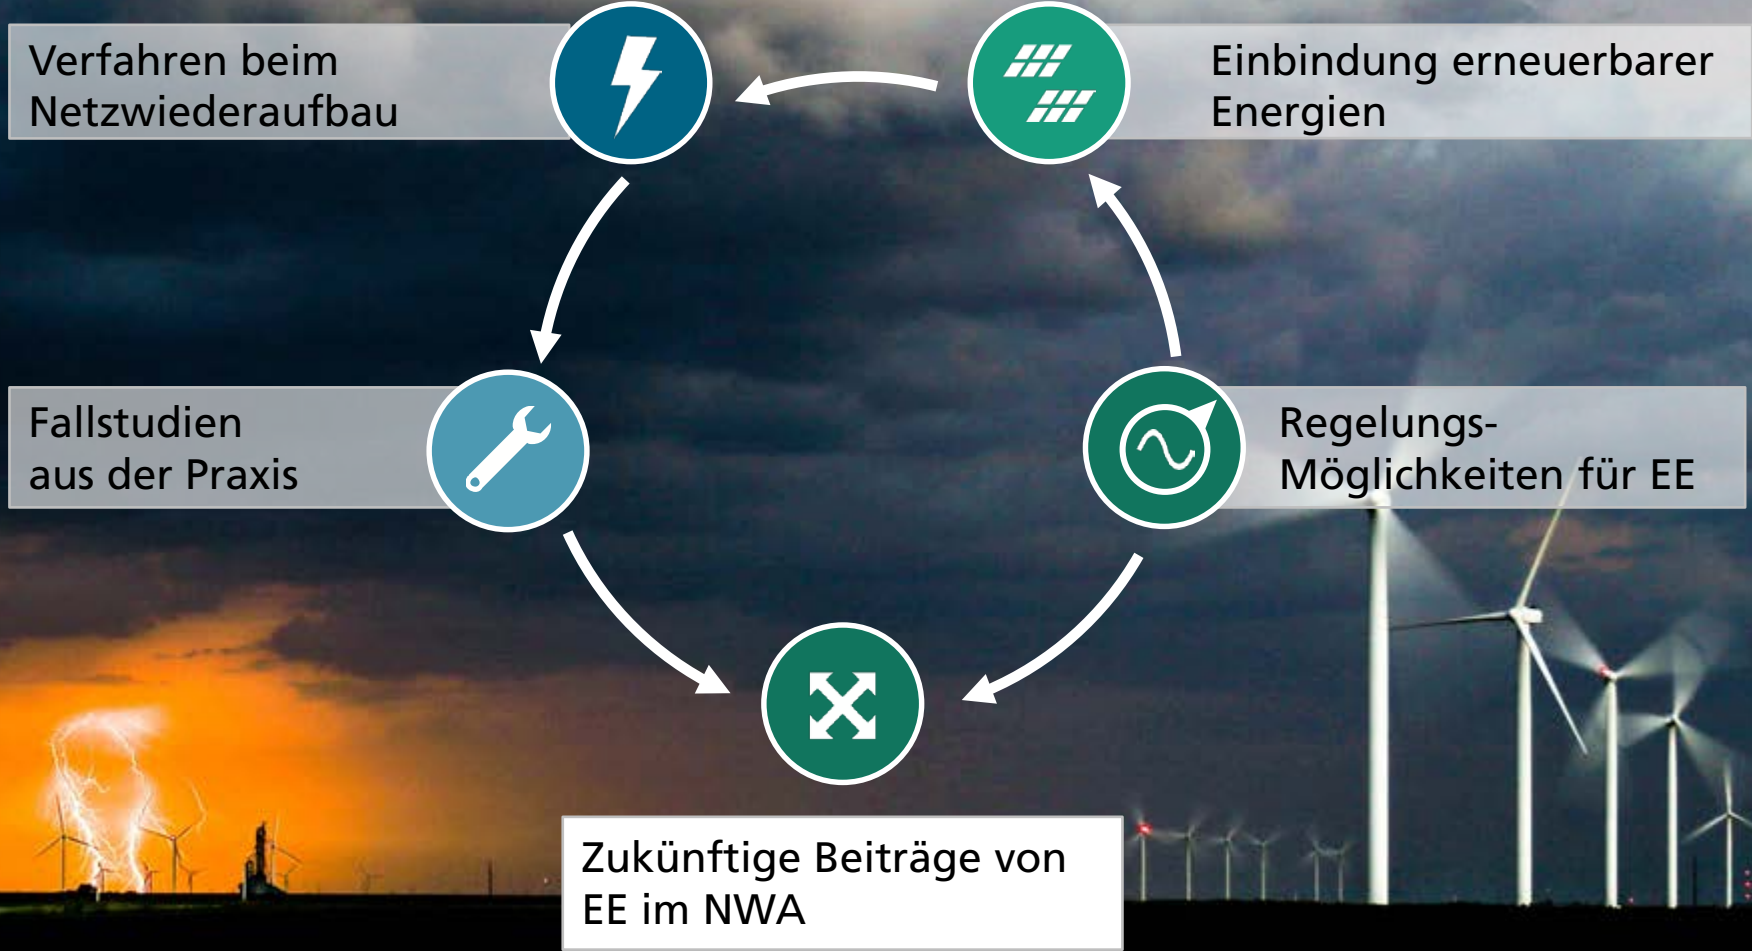 Verfahren beim
Netzwiederaufbau
Einbindung erneuerbarer
Energien
Fallstudien
aus der Praxis
Regelungs-
Möglichkeiten für EE
Zukünftige Beiträge von
EE im NWA